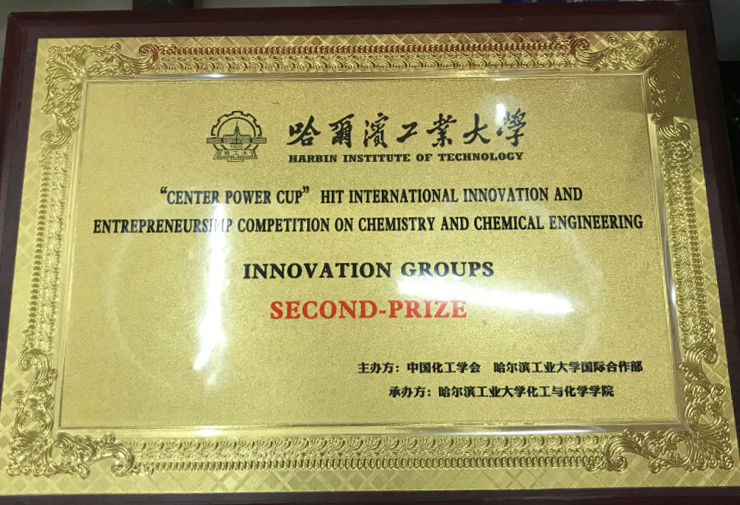 哈爾濱工業大學
HARBIN INSTITUTE OF TECHNOLOGY
“CENTER POWER CUP” HIT INTERNATIONAL INNOVATION AND
ENTREPRENEURSHIP COMPETITION ON CHEMISTRY AND CHEMICAL ENGINEERING
INNOVATION GROUPS
SECOND-PRIZE
主办方：中国化工学会 哈尔滨工业大学国际合作部
承办方：哈尔滨工业大学化工与化学学院